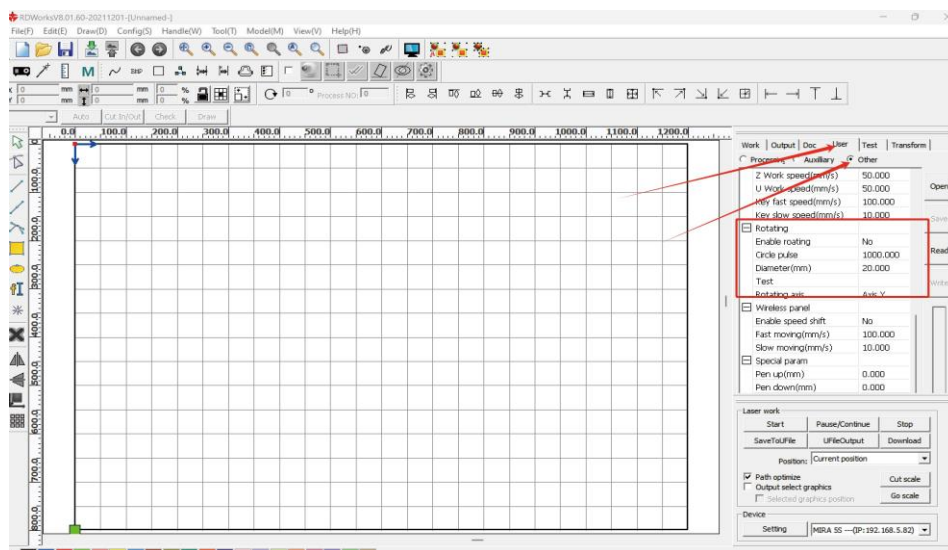 RDWorksV8.01.60-20211201-[Unnamed-]
File(F) Edit(E) Draw(D) Config(S) Handle(W) Tool(T) Model(M) View(V) Help(H)
mm 0 mm 0 % Process NO: 0
mm 0 mm 0 %
Auto Cut In/Out Check Draw
0.0 100.0 200.0 300.0 400.0 500.0 600.0 700.0 800.0 900.0 1000.0 1100.0 1200.0
0
100.0
200.0
300.0
400.0
500.0
600.0
700.0
800.0
Work Output Doc User Test Transform
Processing Auxiliary Other
Z Work speed(mm/s) 50.000
U Work speed(mm/s) 50.000
Key fast speed(mm/s) 100.000
Key slow speed(mm/s) 10.000
Rotating
Enable roating No
Circle pulse 1000.000
Diameter(mm) 20.000
Test
Rotating axis Axis Y
Wireless panel
Enable speed shift No
Fast moving(mm/s) 100.000
Slow moving(mm/s) 10.000
Special param
Pen up(mm) 0.000
Pen down(mm) 0.000
Open
Save
Read
Write
Laser work
Start Pause/Continue Stop
SaveToUFile UFileOutput Download
Position: Current position
Path optimize Cut scale
Output select graphics
Selected graphics position Go scale
Device
Setting MIRA 5S ---(IP:192.168.5.82)